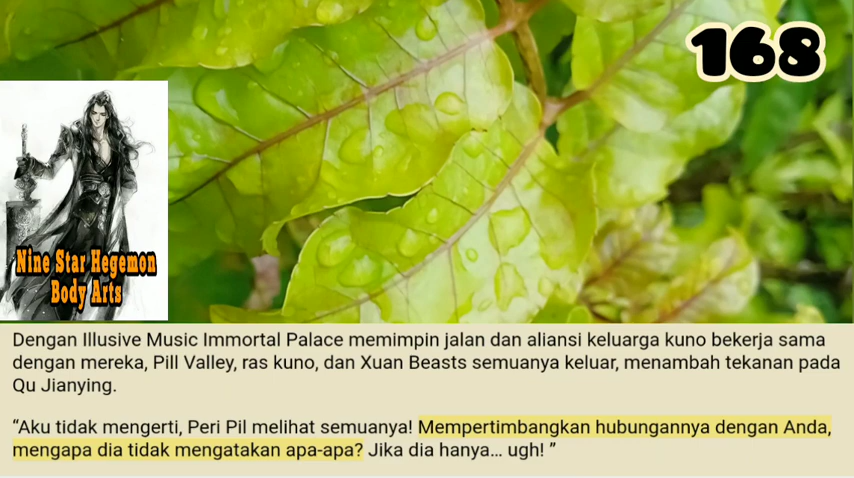 168
Nine Star Hegemon
Body Arts
Dengan Illusive Music Immortal Palace memimpin jalan dan aliansi keluarga kuno bekerja sama
dengan mereka, Pill Valley, ras kuno, dan Xuan Beasts semuanya keluar, menambah tekanan pada
Qu Jianying.
“Aku tidak mengerti, Peri Pil melihat semuanya! Mempertimbangkan hubungannya dengan Anda,
mengapa dia tidak mengatakan apa-apa? Jika dia hanya… ugh! ”